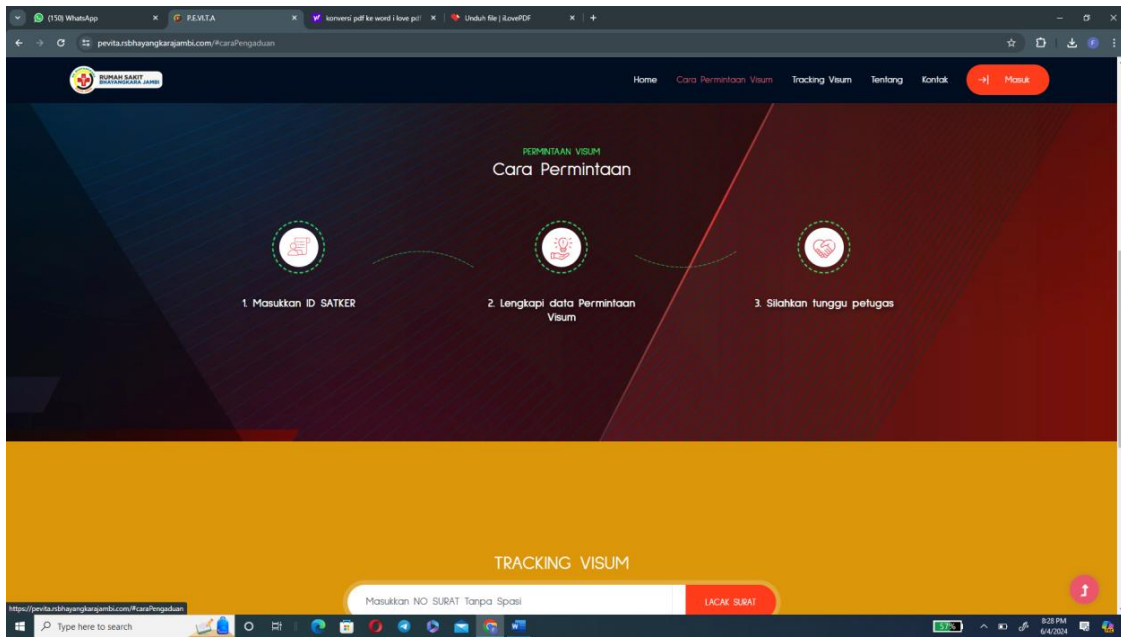 (150) WhatsApp
P.E.VI.T.A
konversi pdf ke word i love pdf
Unduh file | iLovePDF
pevita.rsbhayangkarajambi.com/#caraPengaduan
RUMAH SAKIT
BHAYANGKARA JAMBI
Home
Cara Permintaan Visum
Tracking Visum
Tentang
Kontak
Masuk
PERMINTAAN VISUM
Cara Permintaan
1. Masukkan ID SATKER
2. Lengkapi data Permintaan
Visum
3. Silahkan tunggu petugas
TRACKING VISUM
Masukkan NO SURAT Tanpa Spasi
LACAK SURAT
https://pevita.rsbhayangkarajambi.com/#caraPengaduan
Type here to search
57%
8:28 PM
6/4/2024